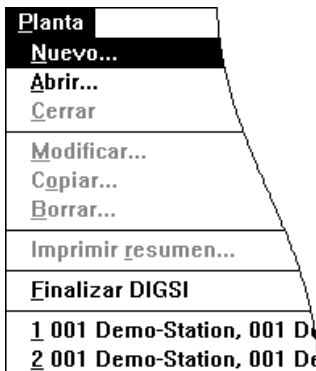 Planta
Nuevo...
Abrir...
Cerrar
Modificar...
Copiar...
Borrar...
Imprimir resumen...
Finalizar DIGSI
1 001 Demo-Station, 001
2 001 Demo-Station, 001